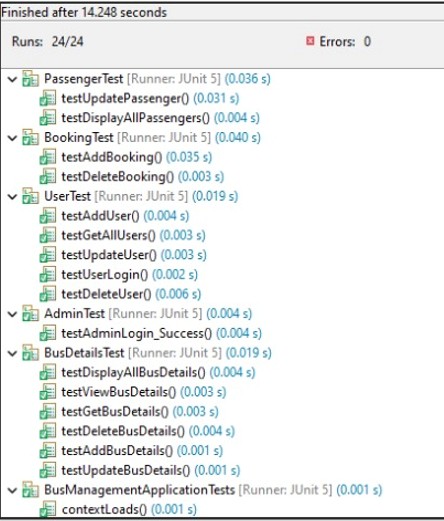 Finished after 14.248 seconds
Runs: 24/24 Errors: 0
PassengerTest [Runner: JUnit 5] (0.036 s)
testUpdatePassenger() (0.031 s)
testDisplayAllPassengers() (0.004 s)
BookingTest [Runner: JUnit 5] (0.040 s)
testAddBooking() (0.035 s)
testDeleteBooking() (0.003 s)
UserTest [Runner: JUnit 5] (0.019 s)
testAddUser() (0.004 s)
testGetAllUsers() (0.003 s)
testUpdateUser() (0.003 s)
testUserLogin() (0.002 s)
testDeleteUser() (0.006 s)
AdminTest [Runner: JUnit 5] (0.004 s)
testAdminLogin_Success() (0.004 s)
BusDetailsTest [Runner: JUnit 5] (0.019 s)
testDisplayAllBusDetails() (0.004 s)
testViewBusDetails() (0.003 s)
testGetBusDetails() (0.003 s)
testDeleteBusDetails() (0.004 s)
testAddBusDetails() (0.001 s)
testUpdateBusDetails() (0.001 s)
BusManagementApplicationTests [Runner: JUnit 5] (0.001 s)
contextLoads() (0.001 s)